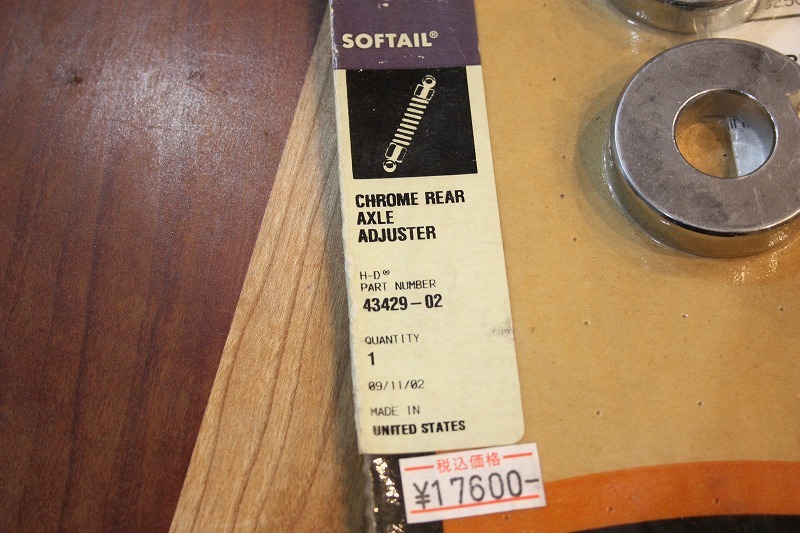 SOFTAIL®
CHROME REAR
AXLE
ADJUSTER
H-D®
PART NUMBER
43429-02
QUANTITY
1
09/11/02
MADE IN
UNITED STATES
税込価格
¥17600-